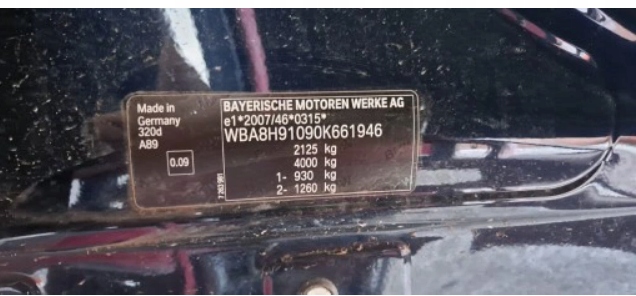 Made in
Germany
320d
A89
0.09
BAYERISCHE MOTOREN WERKE AG
e1*2007/46*0315*
WBA8H91090K661946
2125 kg
4000 kg
1- 930 kg
2- 1260 kg